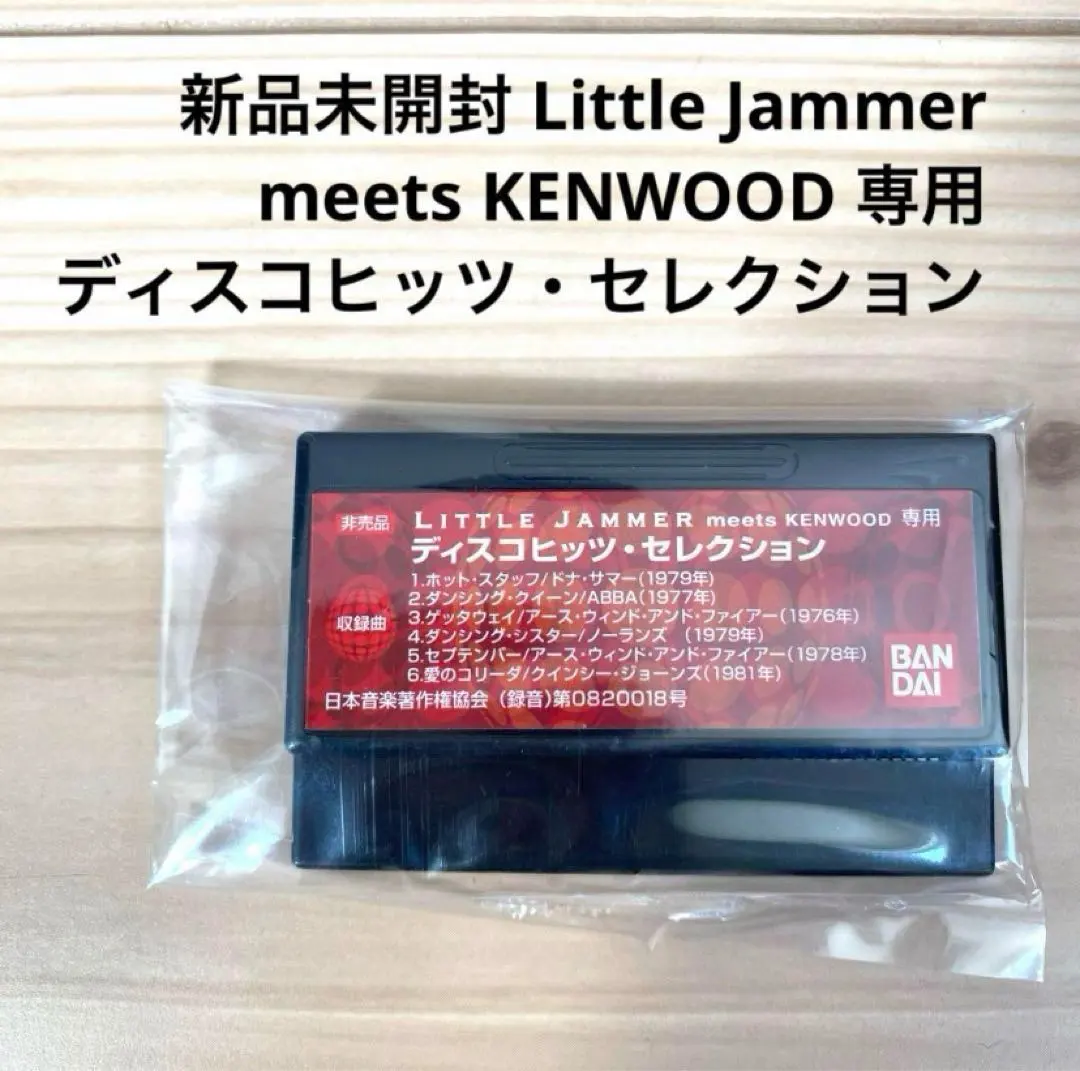 新品未開封 Little Jammer
meets KENWOOD 専用
ディスコヒッツ・セレクション
非売品 LITTLE JAMMER meets KENWOOD 専用
ディスコヒッツ・セレクション
収録曲
1.ホット・スタッフ/ドナ・サマー(1979年)
2.ダンシング・クイーン/ABBA(1977年)
3.ゲッタウェイ/アース・ウィンド・アンド・ファイアー(1976年)
4.ダンシング・シスター/ノーランズ (1979年)
5.セプテンバー/アース・ウィンド・アンド・ファイアー(1978年)
6.愛のコリーダ/クインシー・ジョーンズ(1981年)
日本音楽著作権協会 (録音)第0820018号
BAN
DAI